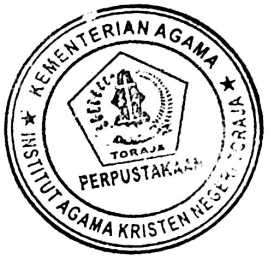 KEMENTERIAN AGAMA
TORAJA
PERPUSTAKAAN
INSTITUT AGAMA KRISTEN NEGERI TORAJA